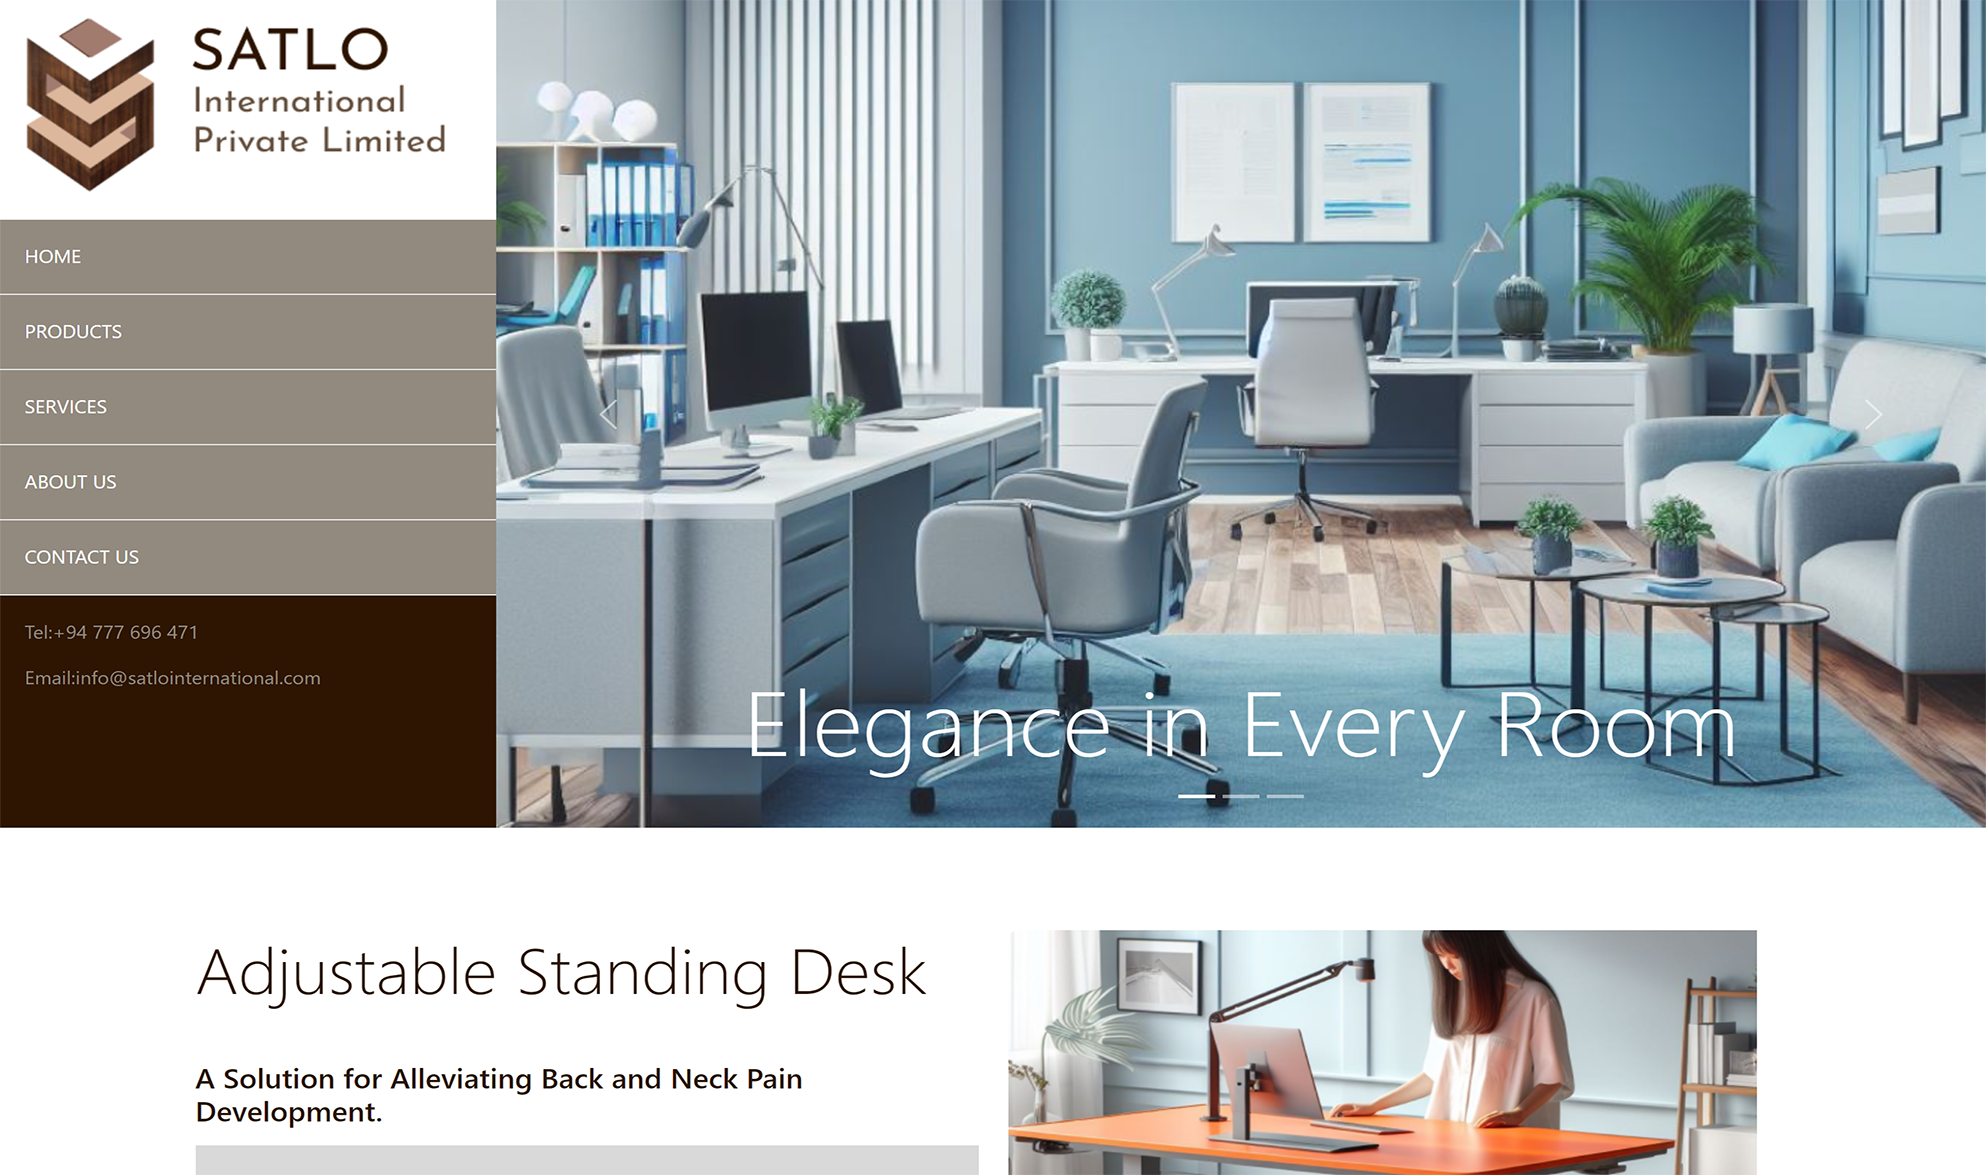 SATLO
International
Private Limited
HOME
PRODUCTS
SERVICES
ABOUT US
CONTACT US
Tel:+94 777 696 471
Email:info@satlointernational.com
Elegance in Every Room
Adjustable Standing Desk
A Solution for Alleviating Back and Neck Pain
Development.